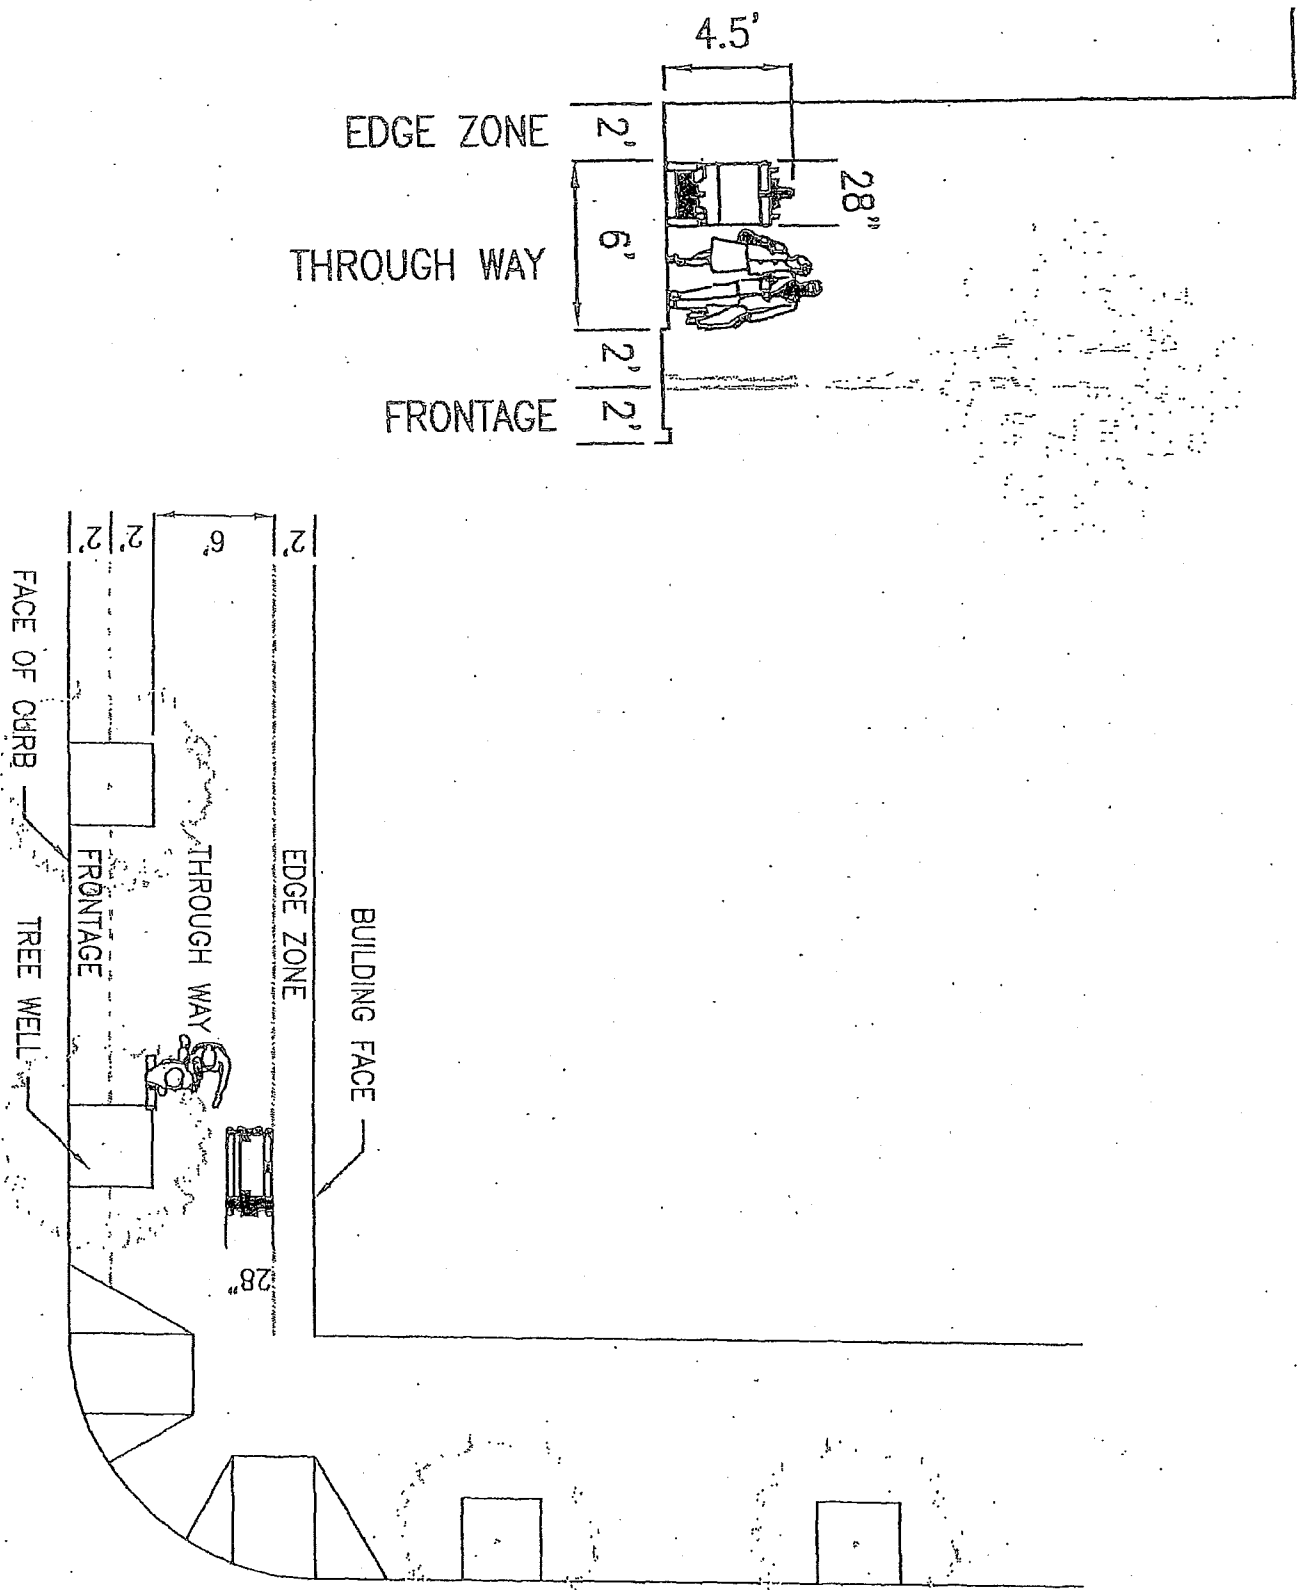 4.5'
EDGE ZONE
2'
28"
THROUGH WAY
6'
2'
FRONTAGE
2'
2'
2'
6'
2'
FACE OF CURB
FRONTAGE
THROUGH WAY
EDGE ZONE
BUILDING FACE
TREE WELL
28"